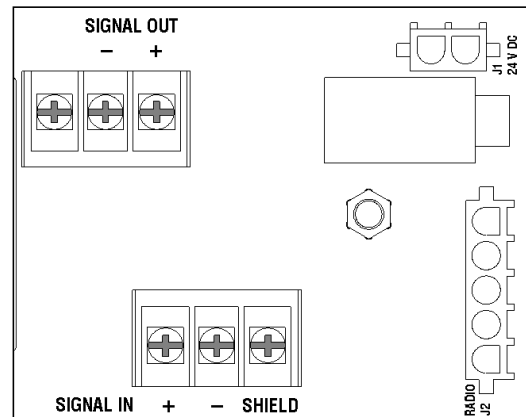 SIGNAL OUT
− +
J1
24 V DC
SIGNAL IN + − SHIELD
RADIO
J2